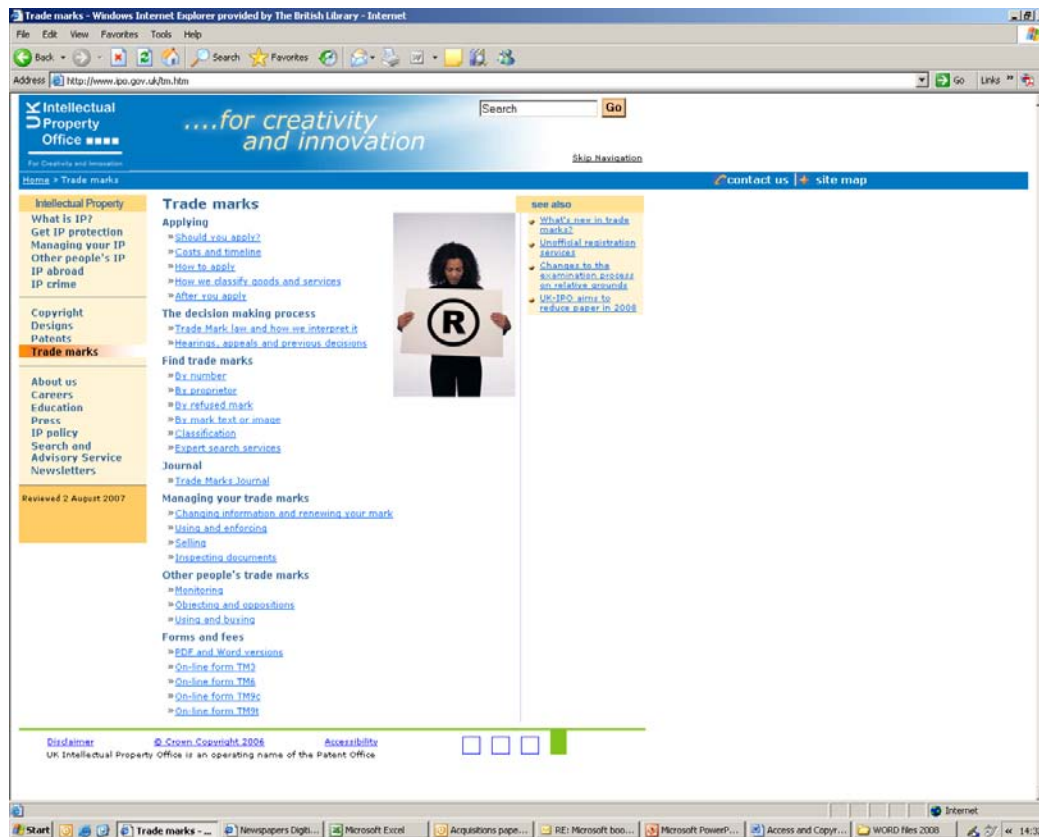 Trade marks - Windows Internet Explorer provided by The British Library - Internet
File Edit View Favorites Tools Help
Back Search Favorites
Address http://www.ipo.gov.uk/tm.htm Go Links »
UK Intellectual
Property
Office
For Creativity and Innovation
....for creativity
and innovation
Search Go
Skip Navigation
Home > Trade marks
contact us | site map
Intellectual Property
What is IP?
Get IP protection
Managing your IP
Other people's IP
IP abroad
IP crime
Copyright
Designs
Patents
Trade marks
About us
Careers
Education
Press
IP policy
Search and
Advisory Service
Newsletters
Reviewed 2 August 2007
Trade marks
Applying
» Should you apply?
» Costs and timeline
» How to apply
» How we classify goods and services
» After you apply
The decision making process
» Trade Mark law and how we interpret it
» Hearings, appeals and previous decisions
Find trade marks
» By number
» By proprietor
» By refused mark
» By mark text or image
» Classification
» Expert search services
Journal
» Trade Marks Journal
Managing your trade marks
» Changing information and renewing your mark
» Using and enforcing
» Selling
» Inspecting documents
Other people's trade marks
» Monitoring
» Objecting and oppositions
» Using and buying
Forms and fees
» PDF and Word versions
» On-line form TM3
» On-line form TM6
» On-line form TM9c
» On-line form TM9t
®
see also
What's new in trade
marks?
Unofficial registration
services
Changes to the
examination process
on relative grounds
UK-IPO aims to
reduce paper in 2008
Disclaimer © Crown Copyright 2006 Accessibility
UK Intellectual Property Office is an operating name of the Patent Office
Internet
Start Trade marks - ... Newspapers Digiti... Microsoft Excel Acquisitions pape... RE: Microsoft boo... Microsoft PowerP... Access and Copyr... WORD files 2008 «